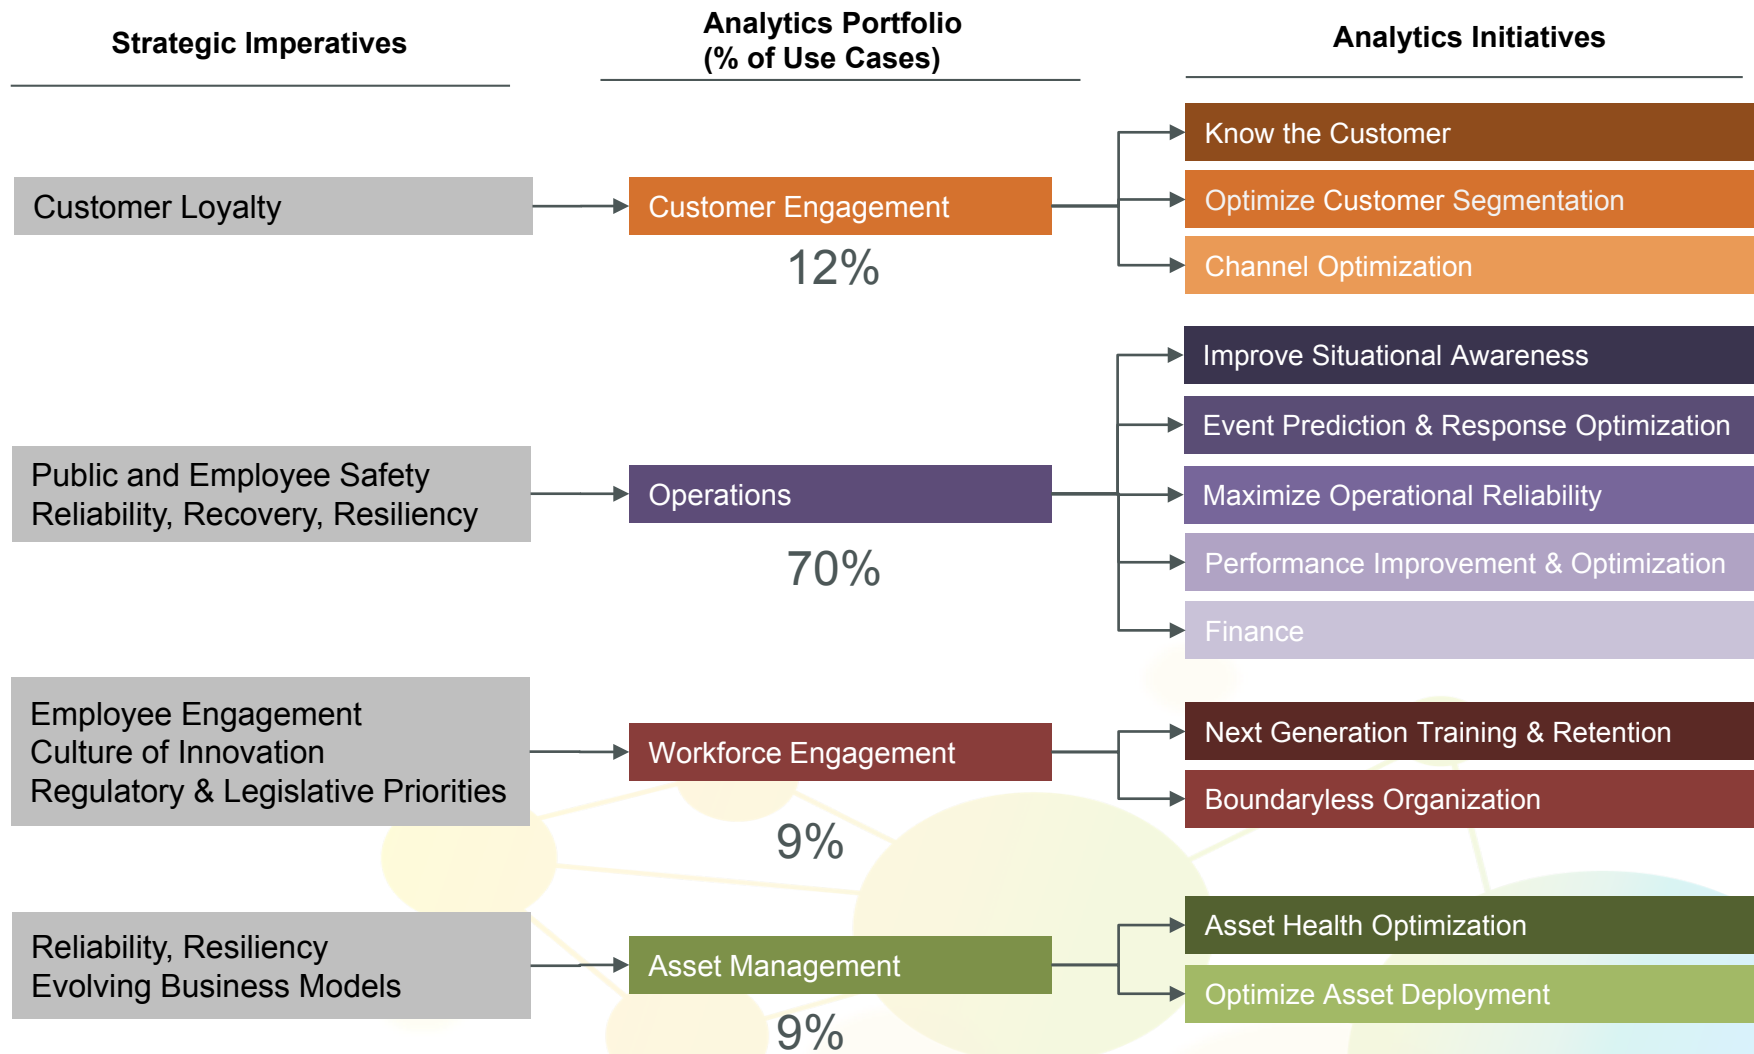 Strategic Imperatives
Analytics Portfolio
(% of Use Cases)
Analytics Initiatives
Customer Loyalty
Customer Engagement
12%
Know the Customer
Optimize Customer Segmentation
Channel Optimization
Public and Employee Safety
Reliability, Recovery, Resiliency
Operations
70%
Improve Situational Awareness
Event Prediction & Response Optimization
Maximize Operational Reliability
Performance Improvement & Optimization
Finance
Employee Engagement
Culture of Innovation
Regulatory & Legislative Priorities
Workforce Engagement
9%
Next Generation Training & Retention
Boundaryless Organization
Reliability, Resiliency
Evolving Business Models
Asset Management
9%
Asset Health Optimization
Optimize Asset Deployment